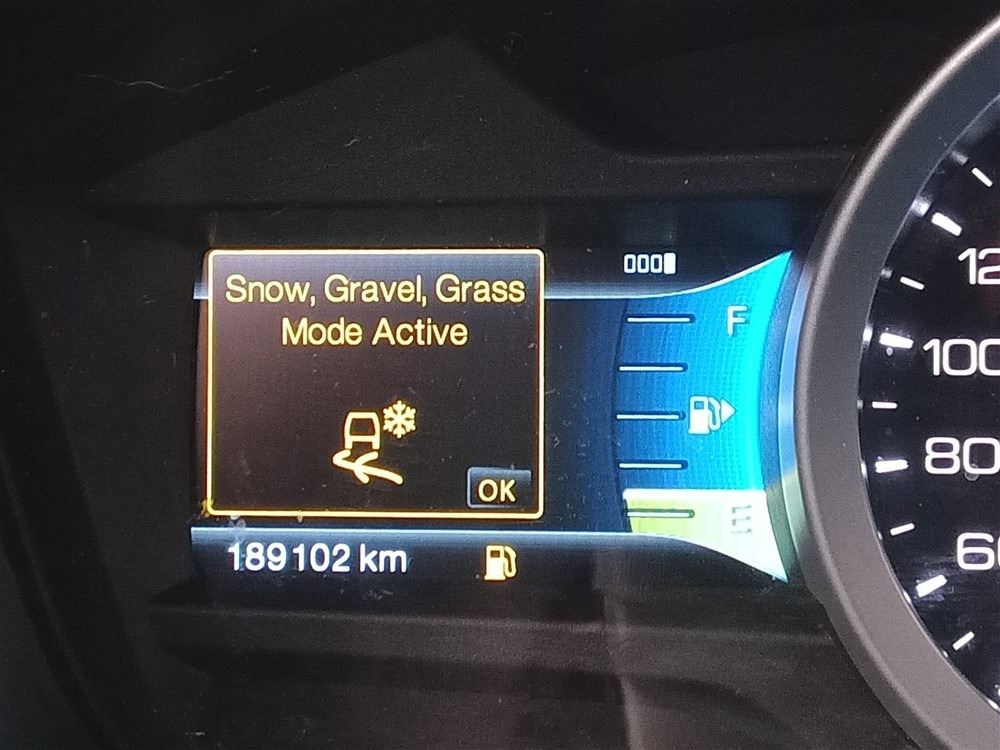 Snow, Gravel, Grass
Mode Active
OK
F
E
189102 km
120
100
80
60